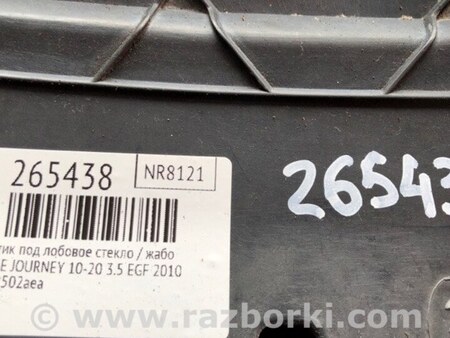 265438
NR8121
26543
тик под лобовое стекло / жабо
E JOURNEY 10-20 3.5 EGF 2010
502aea
www.razborki.com